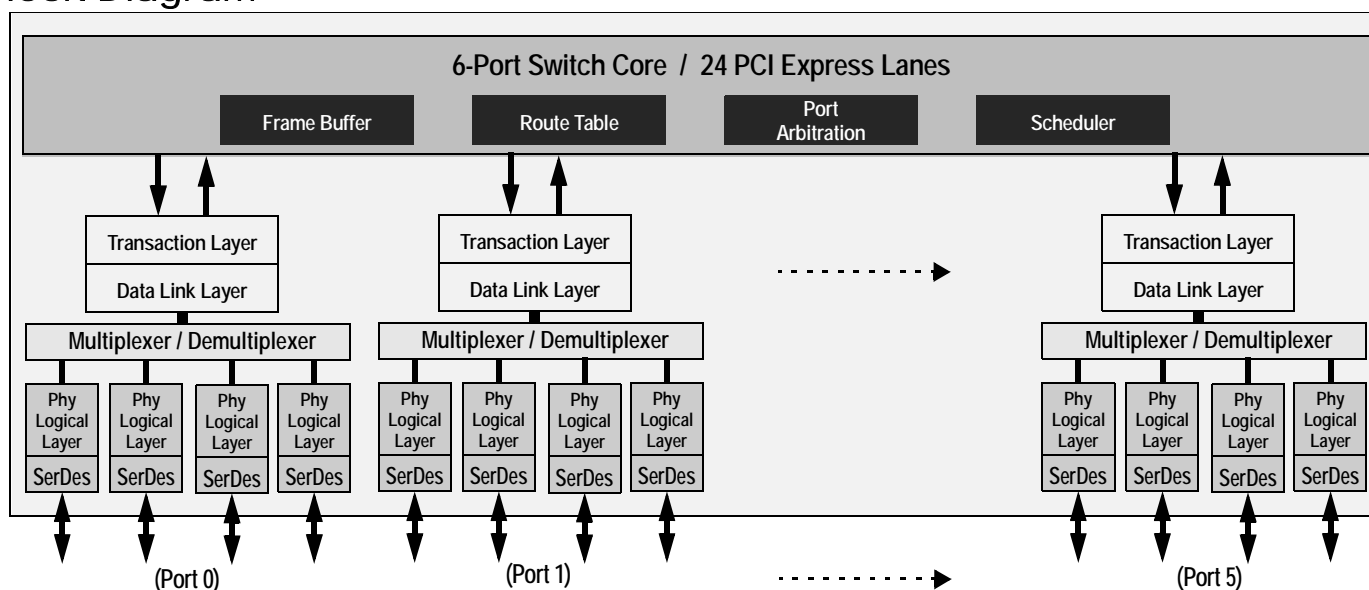 Diagram
6-Port Switch Core / 24 PCI Express Lanes
Frame Buffer
Route Table
Port
Arbitration
Scheduler
Transaction Layer
Data Link Layer
Multiplexer / Demultiplexer
Phy
Logical
Layer
SerDes
Phy
Logical
Layer
SerDes
Phy
Logical
Layer
SerDes
Phy
Logical
Layer
SerDes
(Port 0)
Transaction Layer
Data Link Layer
Multiplexer / Demultiplexer
Phy
Logical
Layer
SerDes
Phy
Logical
Layer
SerDes
Phy
Logical
Layer
SerDes
Phy
Logical
Layer
SerDes
(Port 1)
Transaction Layer
Data Link Layer
Multiplexer / Demultiplexer
Phy
Logical
Layer
SerDes
Phy
Logical
Layer
SerDes
Phy
Logical
Layer
SerDes
Phy
Logical
Layer
SerDes
(Port 5)